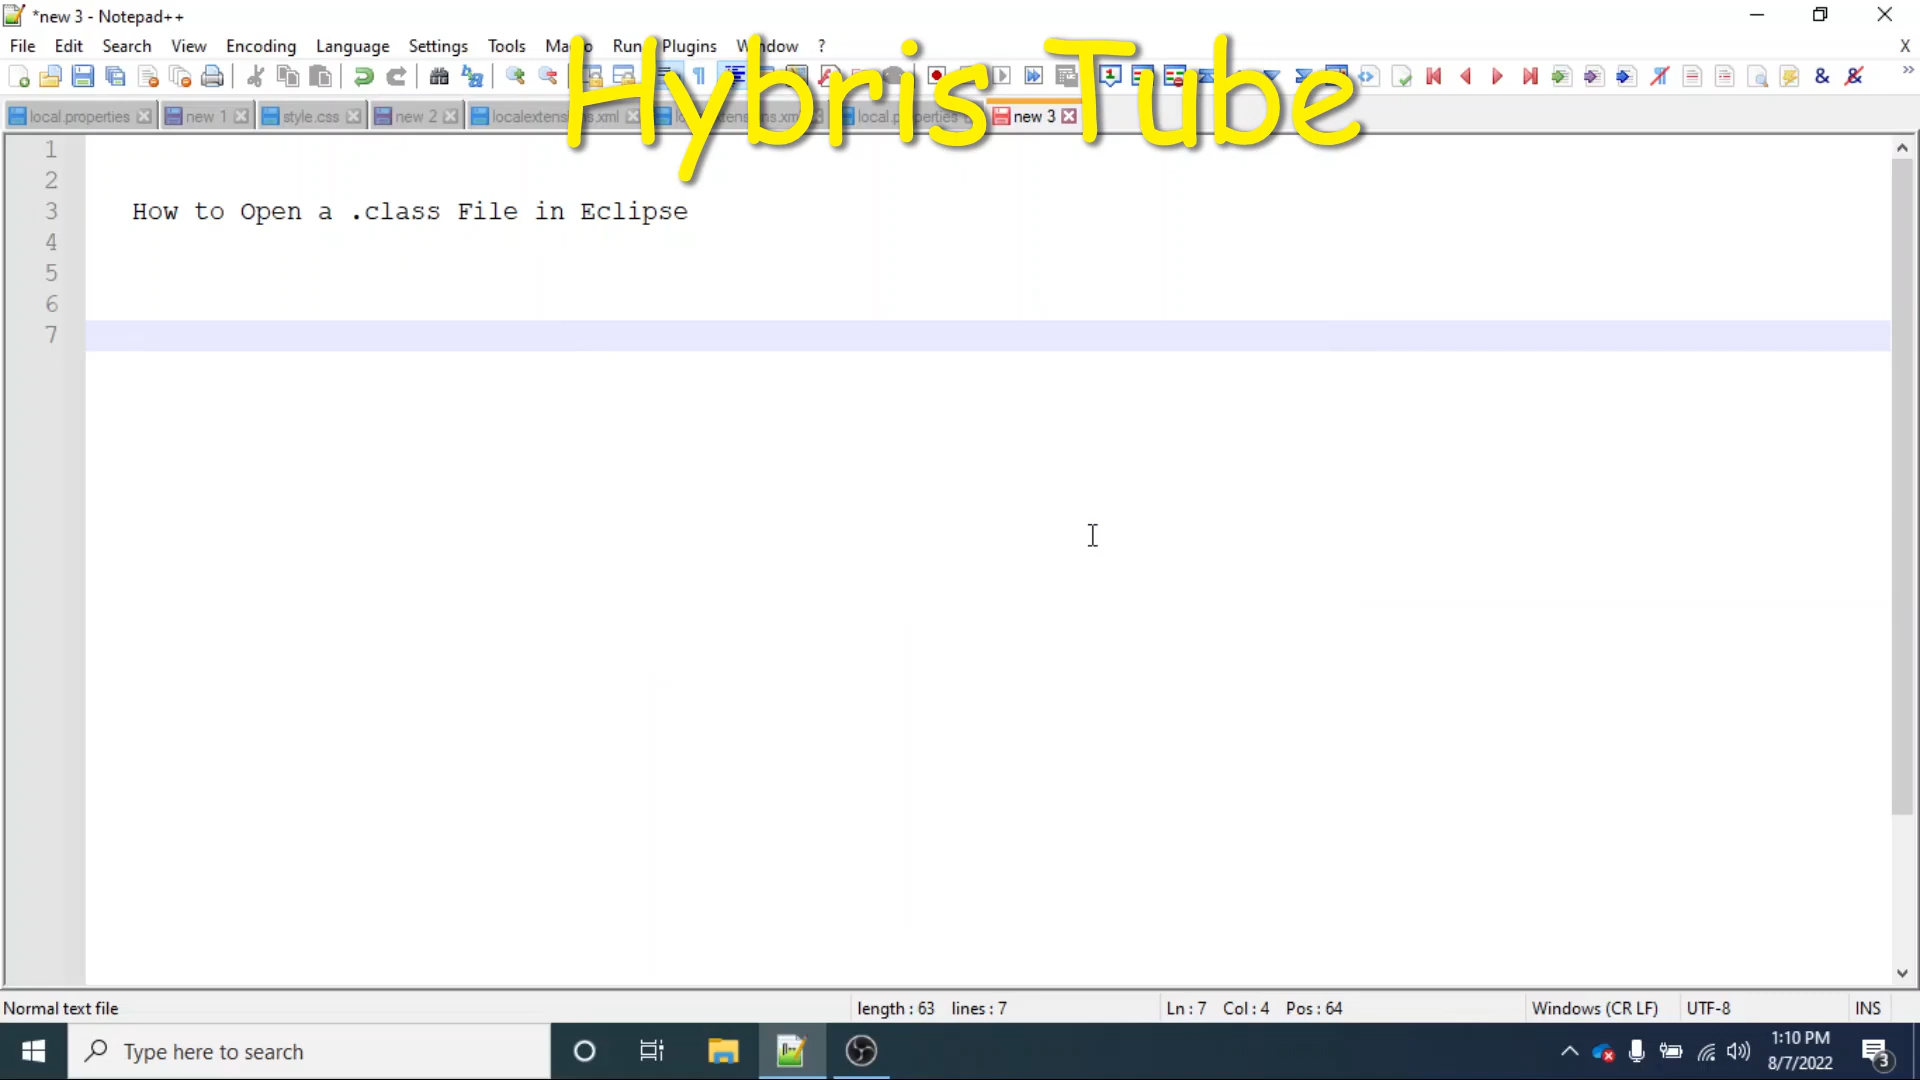 *new 3 - Notepad++
File Edit Search View Encoding Language Settings Tools Run Plugins Window ?
X
Hybris Tube
local.properties new 1 style.css new 2 new 3
1
2
3 How to Open a .class File in Eclipse
4
5
6
7
Normal text file length : 63 lines : 7 Ln : 7 Col : 4 Pos : 64 Windows (CR LF) UTF-8 INS
Type here to search
1:10 PM
8/7/2022
3